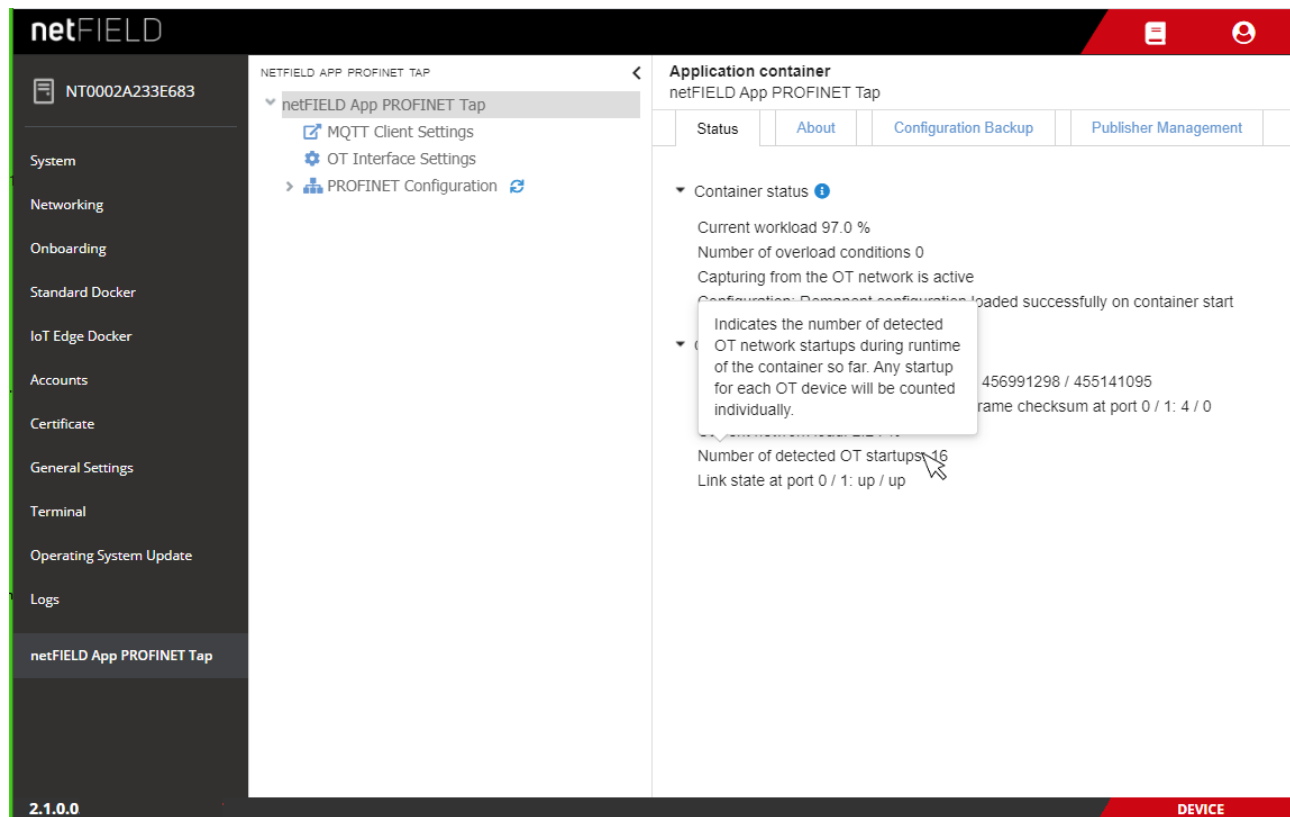 netFIELD
NT0002A233E683
System
Networking
Onboarding
Standard Docker
IoT Edge Docker
Accounts
Certificate
General Settings
Terminal
Operating System Update
Logs
netFIELD App PROFINET Tap
2.1.0.0
NETFIELD APP PROFINET TAP
netFIELD App PROFINET Tap
MQTT Client Settings
OT Interface Settings
PROFINET Configuration
Application container
netFIELD App PROFINET Tap
Status About Configuration Backup Publisher Management
Container status
Current workload 97.0 %
Number of overload conditions 0
Capturing from the OT network is active
Configuration: Remanent configuration loaded successfully on container start
Indicates the number of detected
OT network startups during runtime
of the container so far. Any startup
for each OT device will be counted
individually.
456991298 / 455141095
frame checksum at port 0 / 1: 4 / 0
Number of detected OT startups: 16
Link state at port 0 / 1: up / up
DEVICE